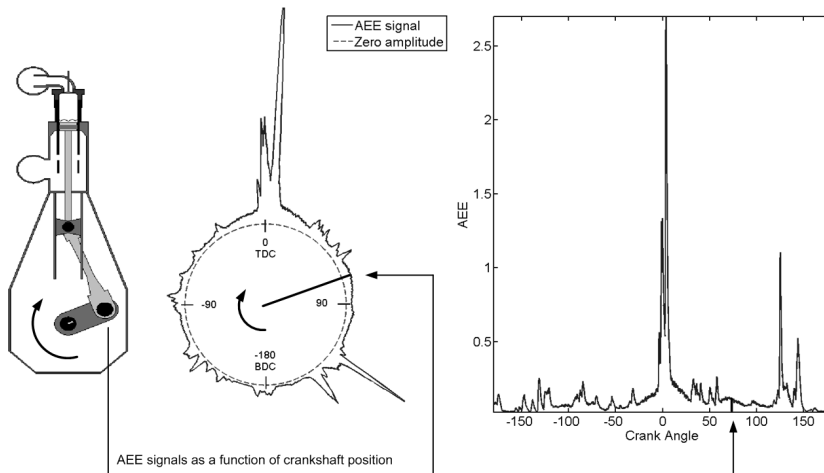 AEE signal
Zero amplitude
0
TDC
-90
90
-180
BDC
AEE signals as a function of crankshaft position
2.5
2
1.5
1
0.5
AEE
-150
-100
-50
0
50
100
150
Crank Angle